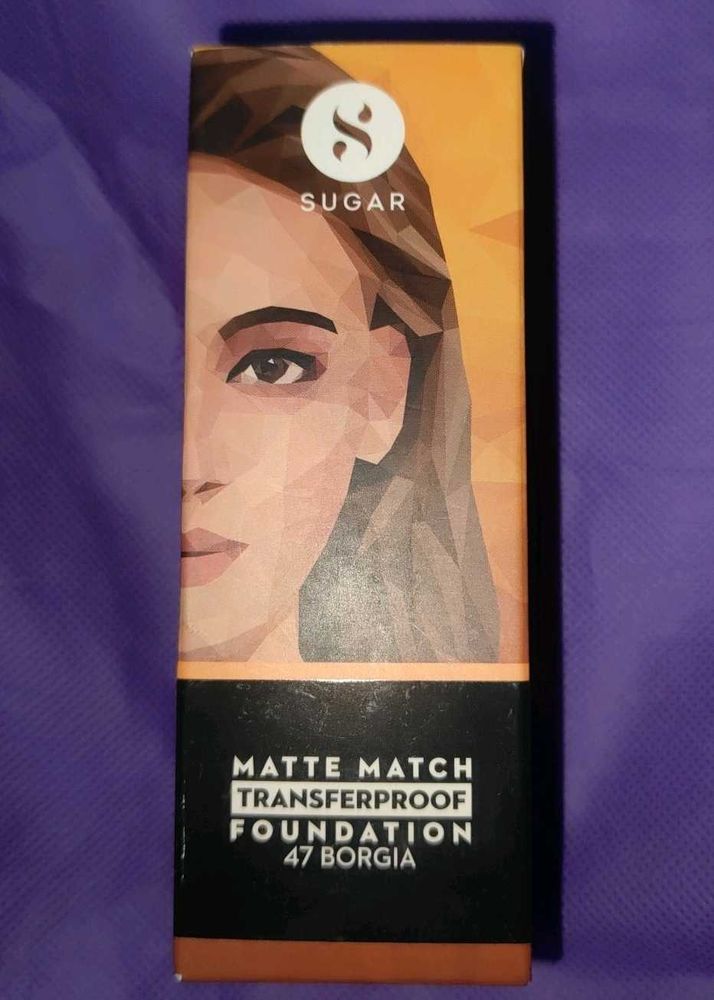 SUGAR
MATTE MATCH
TRANSFERPROOF
FOUNDATION
47 BORGIA